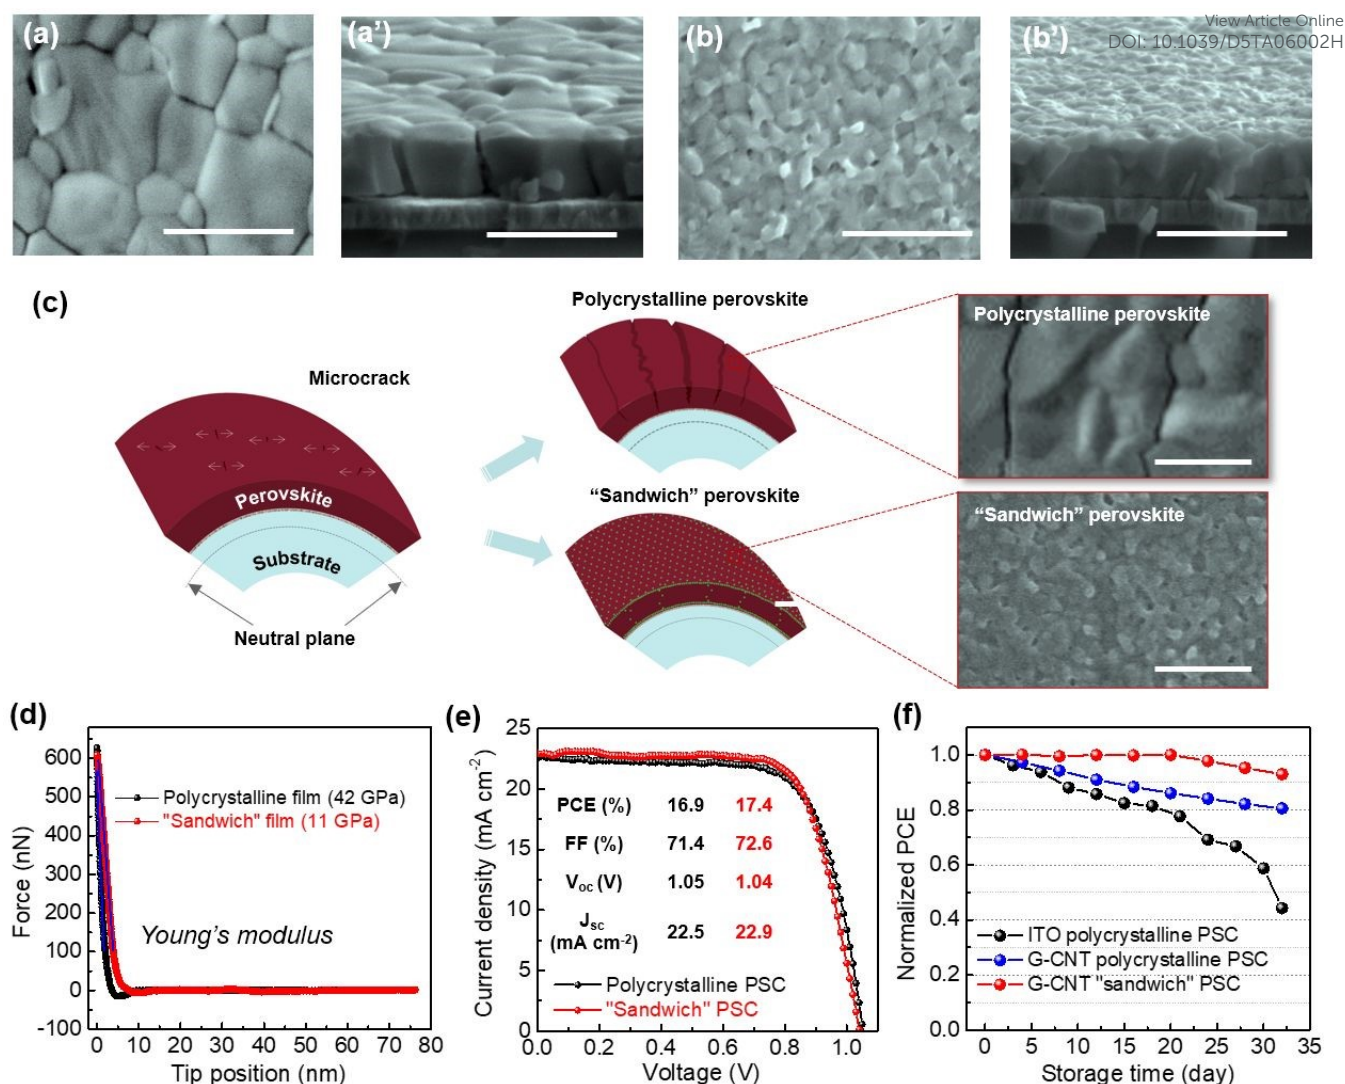 (a)
(a')
(b)
(b')
View Article Online
DOI: 10.1039/D5TA06002H
(c)
Microcrack
Perovskite
Substrate
Neutral plane
Polycrystalline perovskite
“Sandwich” perovskite
Polycrystalline perovskite
“Sandwich” perovskite
(d)
Force (nN)
600
500
400
300
200
100
0
-100
Polycrystalline film (42 GPa)
"Sandwich" film (11 GPa)
Young's modulus
0 10 20 30 40 50 60 70 80
Tip position (nm)
(e)
Current density (mA cm-2)
25
20
15
10
5
0
PCE (%) 16.9 17.4
FF (%) 71.4 72.6
Voc (V) 1.05 1.04
Jsc
(mA cm-2) 22.5 22.9
Polycrystalline PSC
"Sandwich" PSC
0.0 0.2 0.4 0.6 0.8 1.0
Voltage (V)
(f)
Normalized PCE
1.0
0.8
0.6
0.4
0.2
0.0
ITO polycrystalline PSC
G-CNT polycrystalline PSC
G-CNT "sandwich" PSC
0 5 10 15 20 25 30 35
Storage time (day)